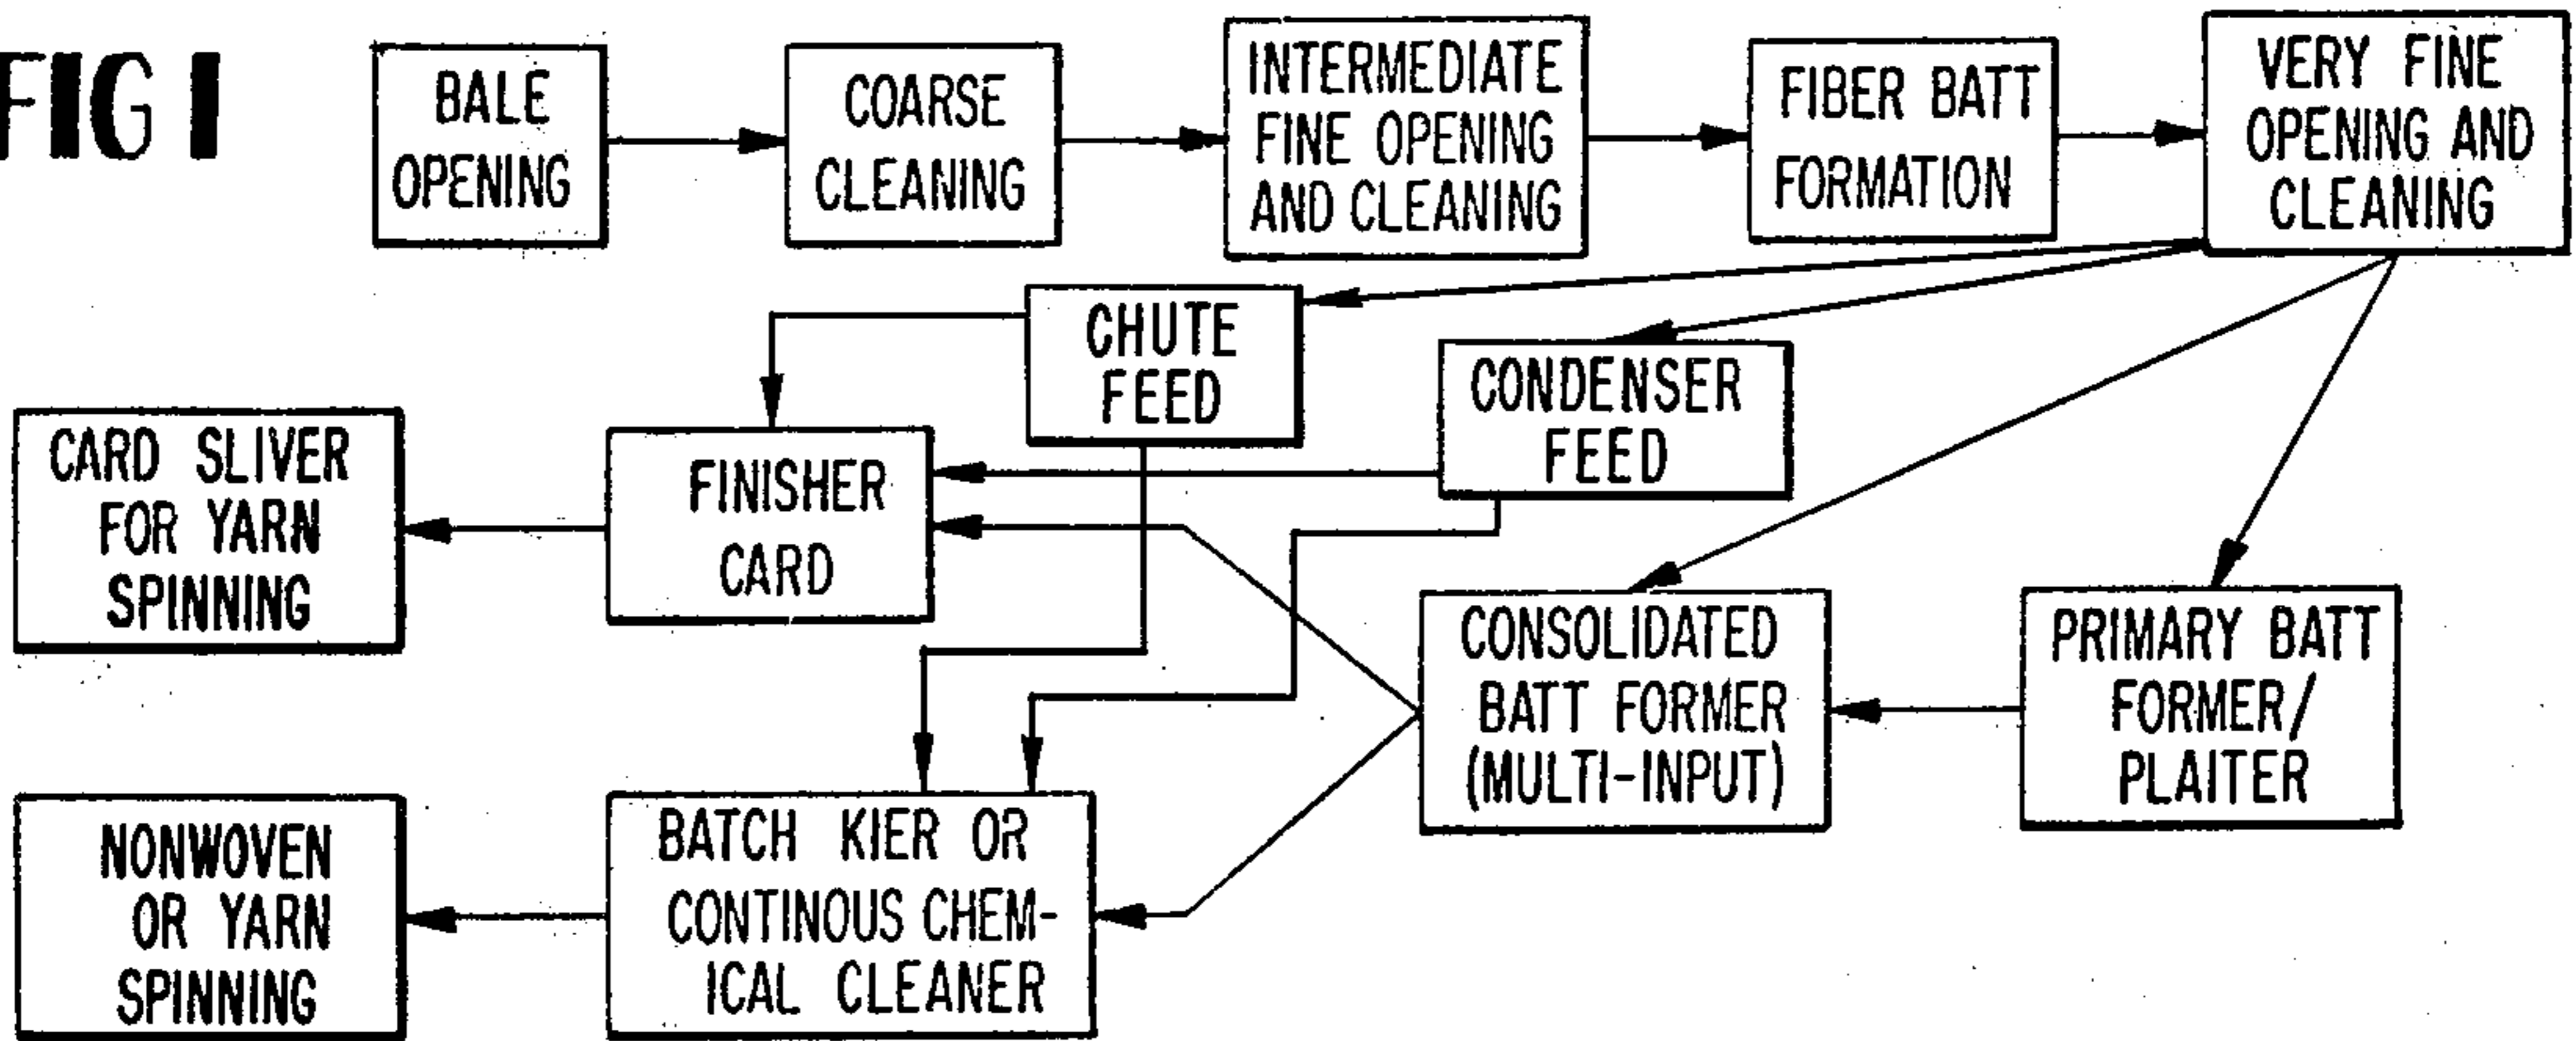 FIG 1
BALE
OPENING
COARSE
CLEANING
INTERMEDIATE
FINE OPENING
AND CLEANING
FIBER BATT
FORMATION
VERY FINE
OPENING AND
CLEANING
CHUTE
FEED
CONDENSER
FEED
CARD SLIVER
FOR YARN
SPINNING
FINISHER
CARD
CONSOLIDATED
BATT FORMER
(MULTI-INPUT)
PRIMARY BATT
FORMER/
PLAITER
NONWOVEN
OR YARN
SPINNING
BATCH KIER OR
CONTINOUS CHEM-
ICAL CLEANER